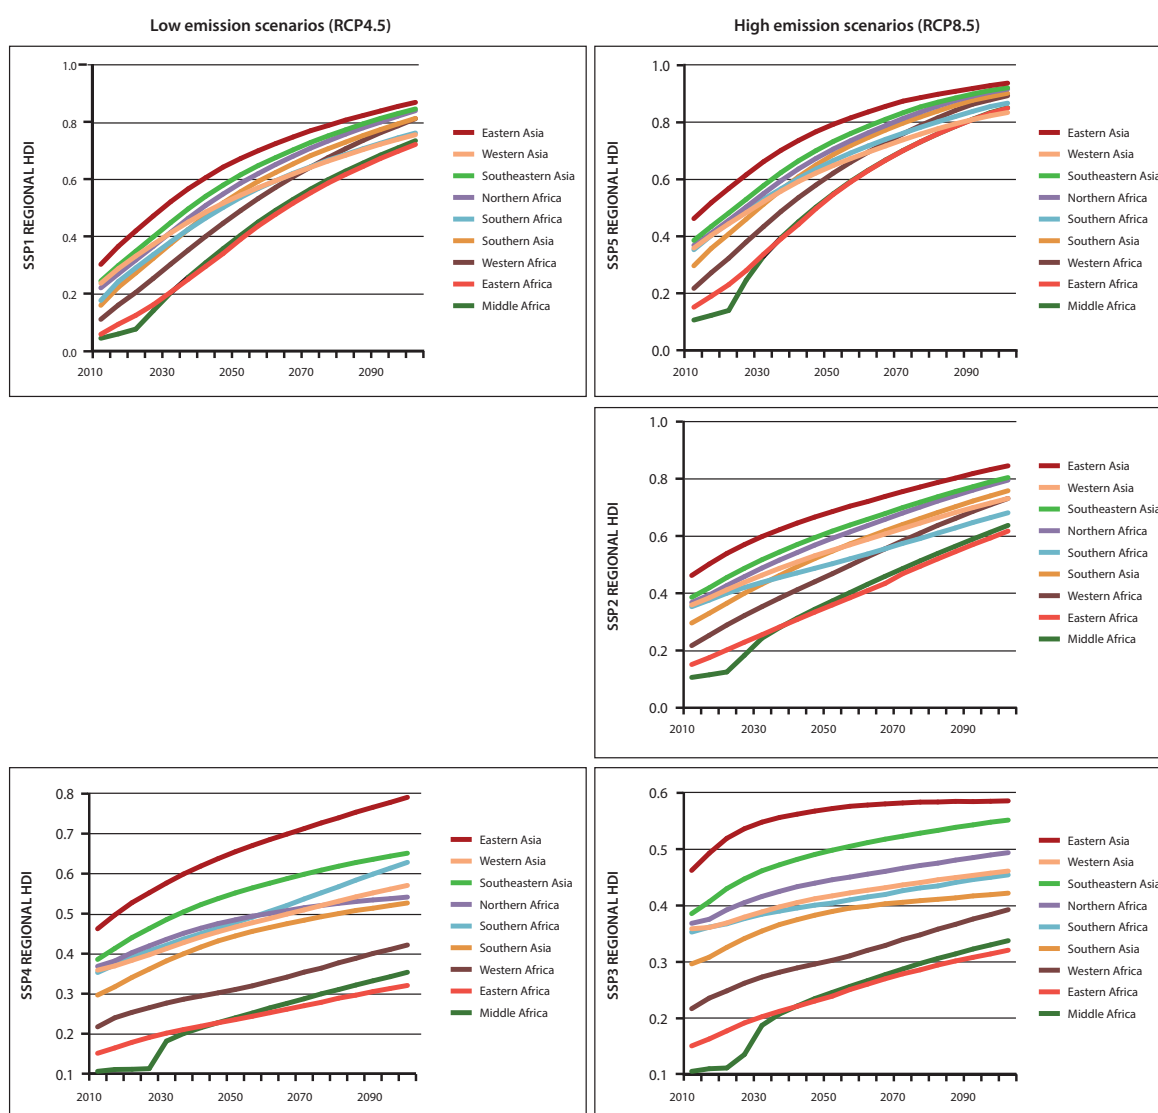 Low emission scenarios (RCP4.5)
High emission scenarios (RCP8.5)
SSP1 REGIONAL HDI
1.0
0.8
0.6
0.4
0.2
0.0
2010
2030
2050
2070
2090
Eastern Asia
Western Asia
Southeastern Asia
Northern Africa
Southern Africa
Southern Asia
Western Africa
Eastern Africa
Middle Africa
SSP5 REGIONAL HDI
1.0
0.8
0.6
0.4
0.2
0.0
2010
2030
2050
2070
2090
Eastern Asia
Western Asia
Southeastern Asia
Northern Africa
Southern Africa
Southern Asia
Western Africa
Eastern Africa
Middle Africa
SSP2 REGIONAL HDI
1.0
0.8
0.6
0.4
0.2
0.0
2010
2030
2050
2070
2090
Eastern Asia
Western Asia
Southeastern Asia
Northern Africa
Southern Africa
Southern Asia
Western Africa
Eastern Africa
Middle Africa
SSP4 REGIONAL HDI
0.8
0.7
0.6
0.5
0.4
0.3
0.2
0.1
2010
2030
2050
2070
2090
Eastern Asia
Western Asia
Southeastern Asia
Northern Africa
Southern Africa
Southern Asia
Western Africa
Eastern Africa
Middle Africa
SSP3 REGIONAL HDI
0.6
0.5
0.4
0.3
0.2
0.1
2010
2030
2050
2070
2090
Eastern Asia
Western Asia
Southeastern Asia
Northern Africa
Southern Africa
Southern Asia
Western Africa
Eastern Africa
Middle Africa